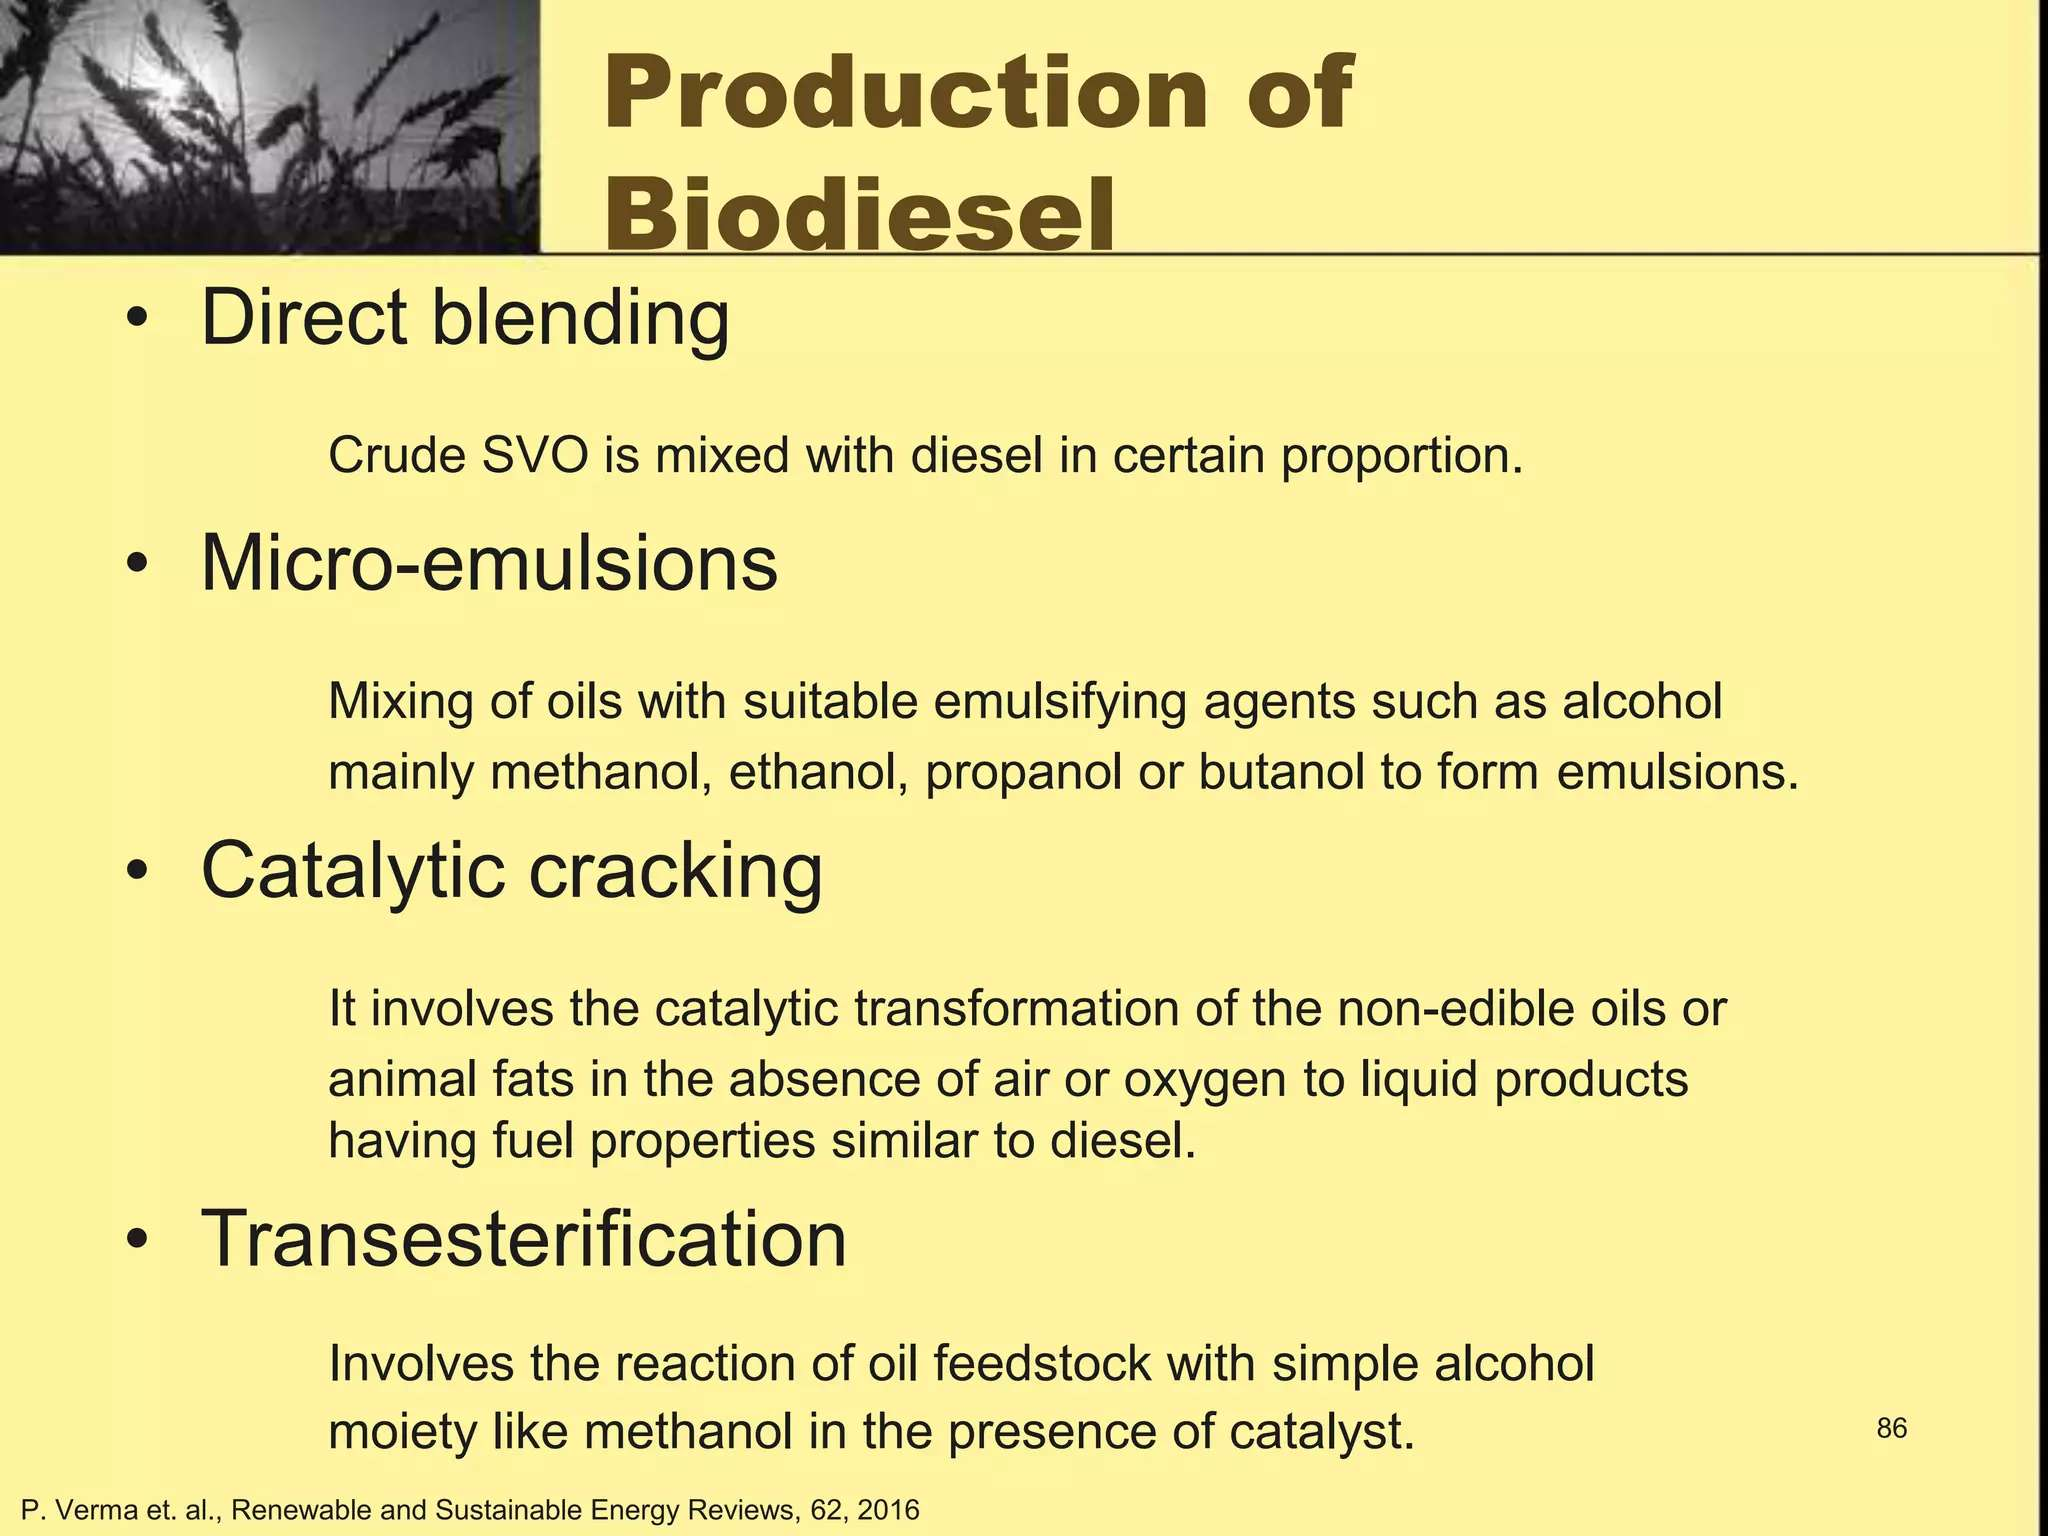 Production of
Biodiesel
• Direct blending
Crude SVO is mixed with diesel in certain proportion.
• Micro-emulsions
Mixing of oils with suitable emulsifying agents such as alcohol
mainly methanol, ethanol, propanol or butanol to form emulsions.
• Catalytic cracking
It involves the catalytic transformation of the non-edible oils or
animal fats in the absence of air or oxygen to liquid products
having fuel properties similar to diesel.
• Transesterification
Involves the reaction of oil feedstock with simple alcohol
moiety like methanol in the presence of catalyst.
86
P. Verma et. al., Renewable and Sustainable Energy Reviews, 62, 2016